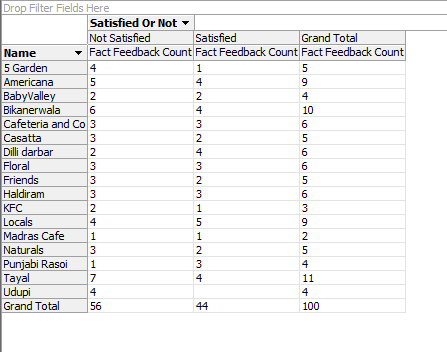 Drop Filter Fields Here
Satisfied Or Not
Not Satisfied Satisfied Grand Total
Name Fact Feedback Count Fact Feedback Count Fact Feedback Count
5 Garden 4 1 5
Americana 5 4 9
BabyValley 2 2 4
Bikanerwala 6 4 10
Cafeteria and Co 3 3 6
Casatta 3 2 5
Dilli darbar 2 4 6
Floral 3 3 6
Friends 3 2 5
Haldiram 3 3 6
KFC 2 1 3
Locals 4 5 9
Madras Cafe 1 1 2
Naturals 3 2 5
Punjabi Rasoi 1 3 4
Tayal 7 4 11
Udupi 4 4
Grand Total 56 44 100